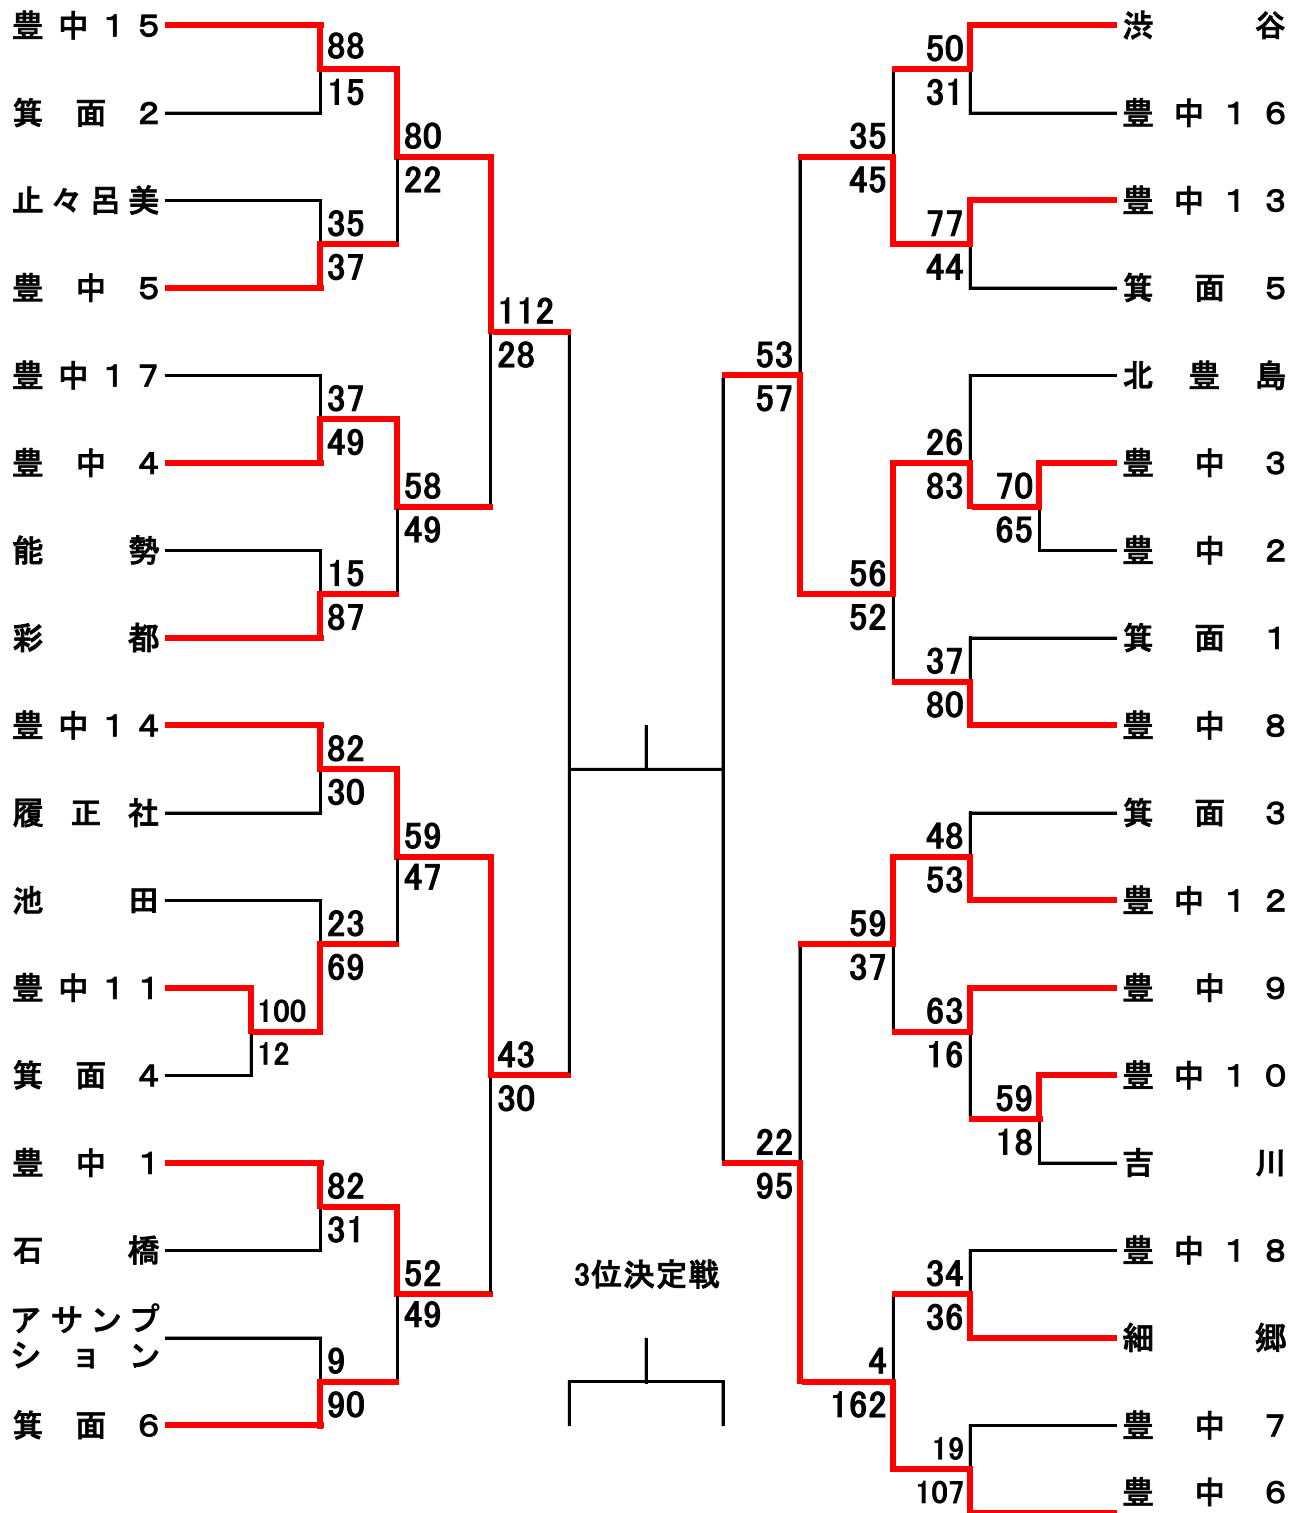 豊中１５
88
15
箕面２
80
22
止々呂美
35
37
豊中５
112
28
豊中１７
37
49
豊中４
58
49
能勢
15
87
彩都
豊中１４
82
30
履正社
59
47
池田
23
69
豊中１１
100
12
箕面４
43
30
豊中１
82
31
石橋
52
49
アサンプ
ション
9
90
箕面６
3位決定戦
渋谷
50
31
豊中１６
35
45
豊中１３
77
44
箕面５
53
57
北豊島
26
83
豊中３
70
65
豊中２
56
52
箕面１
37
80
豊中８
箕面３
48
53
豊中１２
59
37
豊中９
63
16
豊中１０
59
18
吉川
22
95
豊中１８
34
36
細郷
4
162
豊中７
19
107
豊中６